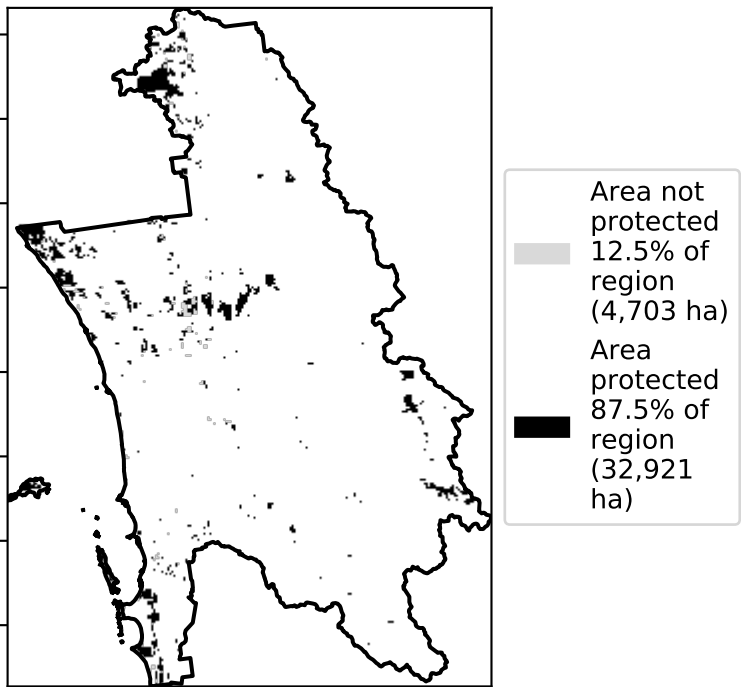 Area not
protected
12.5% of
region
(4,703 ha)
Area
protected
87.5% of
region
(32,921
ha)